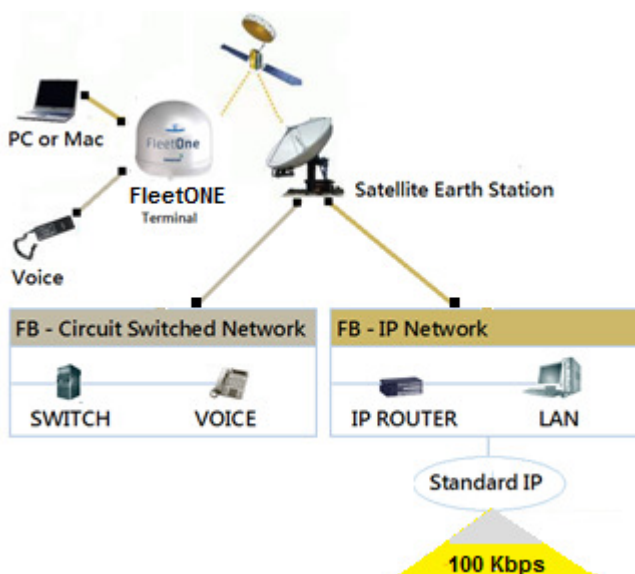 PC or Mac
FleetOne
FleetONE
Terminal
Satellite Earth Station
Voice
FB - Circuit Switched Network
FB - IP Network
SWITCH
VOICE
IP ROUTER
LAN
Standard IP
100 Kbps